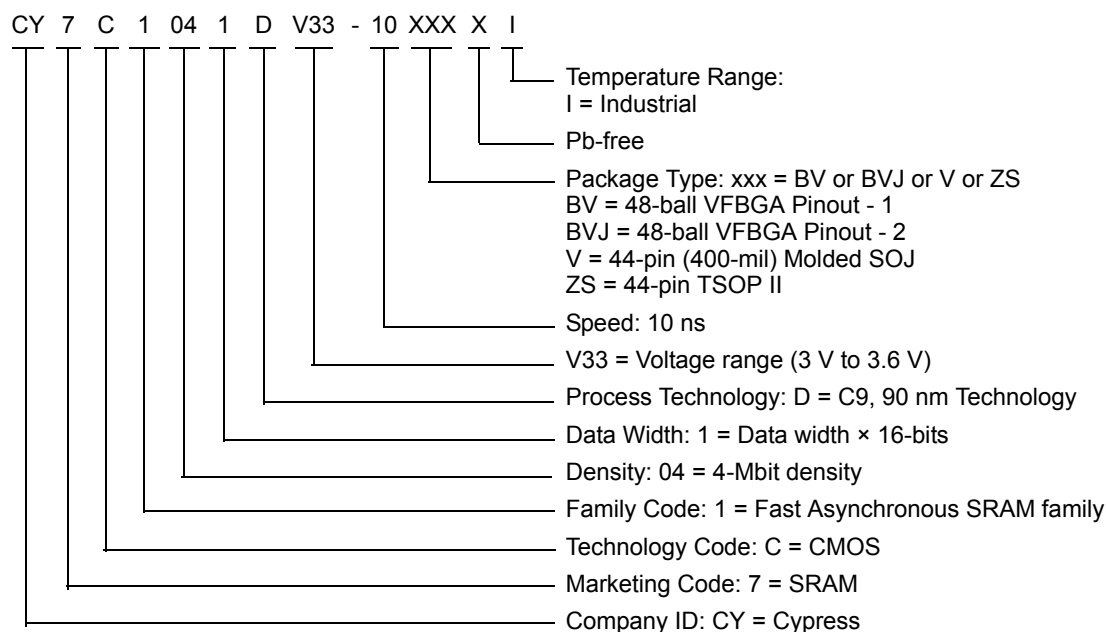 CY 7 C 1 04 1 D V33 - 10 XXX X I
Temperature Range:
I = Industrial
Pb-free
Package Type: xxx = BV or BVJ or V or ZS
BV = 48-ball VFBGA Pinout - 1
BVJ = 48-ball VFBGA Pinout - 2
V = 44-pin (400-mil) Molded SOJ
ZS = 44-pin TSOP II
Speed: 10 ns
V33 = Voltage range (3 V to 3.6 V)
Process Technology: D = C9, 90 nm Technology
Data Width: 1 = Data width × 16-bits
Density: 04 = 4-Mbit density
Family Code: 1 = Fast Asynchronous SRAM family
Technology Code: C = CMOS
Marketing Code: 7 = SRAM
Company ID: CY = Cypress